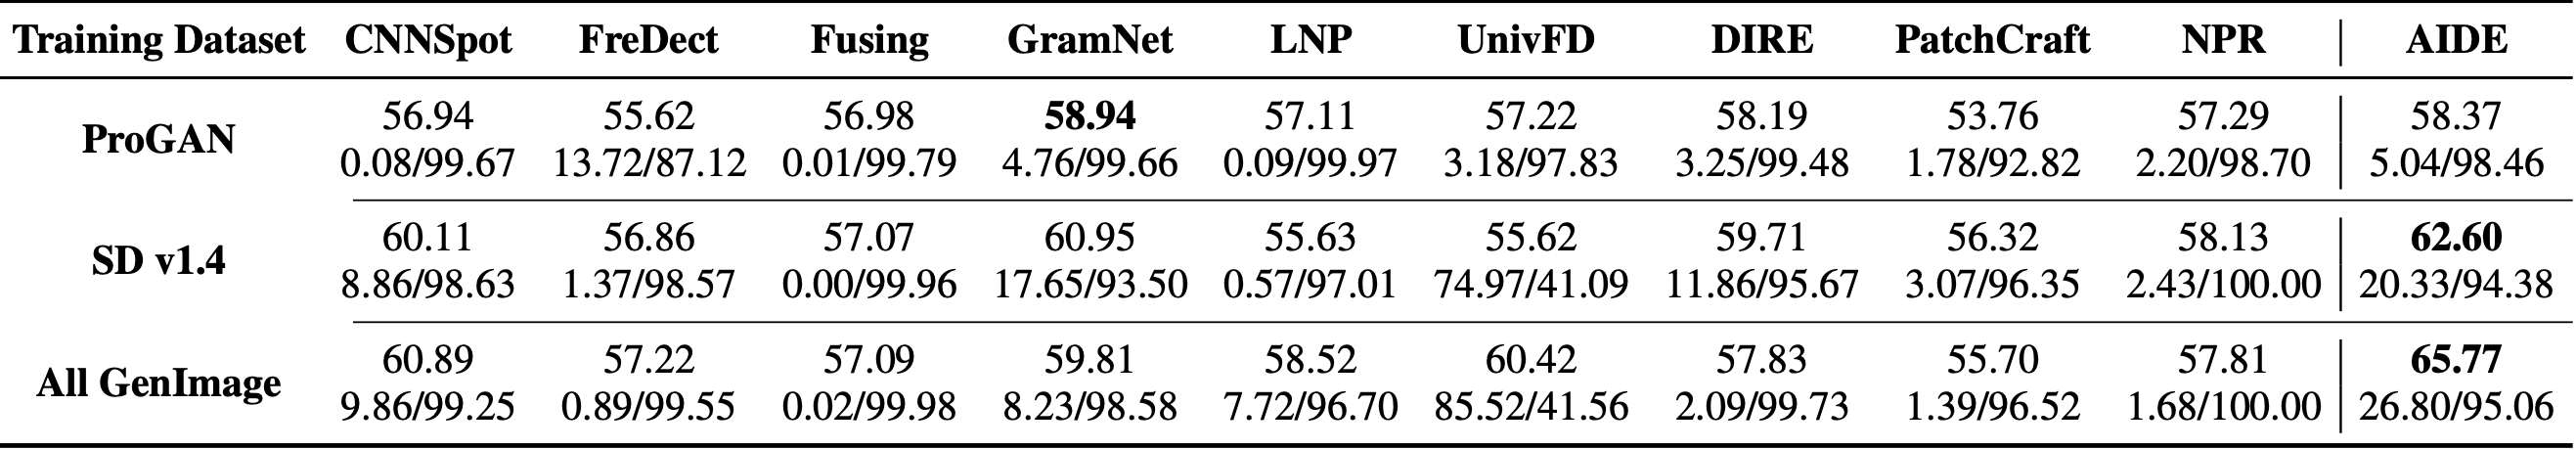 Training Dataset CNNSpot FreDect Fusing GramNet LNP UnivFD DIRE PatchCraft NPR AIDE
56.94 55.62 56.98 58.94 57.11 57.22 58.19 53.76 57.29 58.37
ProGAN
0.08/99.67 13.72/87.12 0.01/99.79 4.76/99.66 0.09/99.97 3.18/97.83 3.25/99.48 1.78/92.82 2.20/98.70 5.04/98.46
60.11 56.86 57.07 60.95 55.63 55.62 59.71 56.32 58.13 62.60
SD v1.4
8.86/98.63 1.37/98.57 0.00/99.96 17.65/93.50 0.57/97.01 74.97/41.09 11.86/95.67 3.07/96.35 2.43/100.00 20.33/94.38
60.89 57.22 57.09 59.81 58.52 60.42 57.83 55.70 57.81 65.77
All GenImage
9.86/99.25 0.89/99.55 0.02/99.98 8.23/98.58 7.72/96.70 85.52/41.56 2.09/99.73 1.39/96.52 1.68/100.00 26.80/95.06